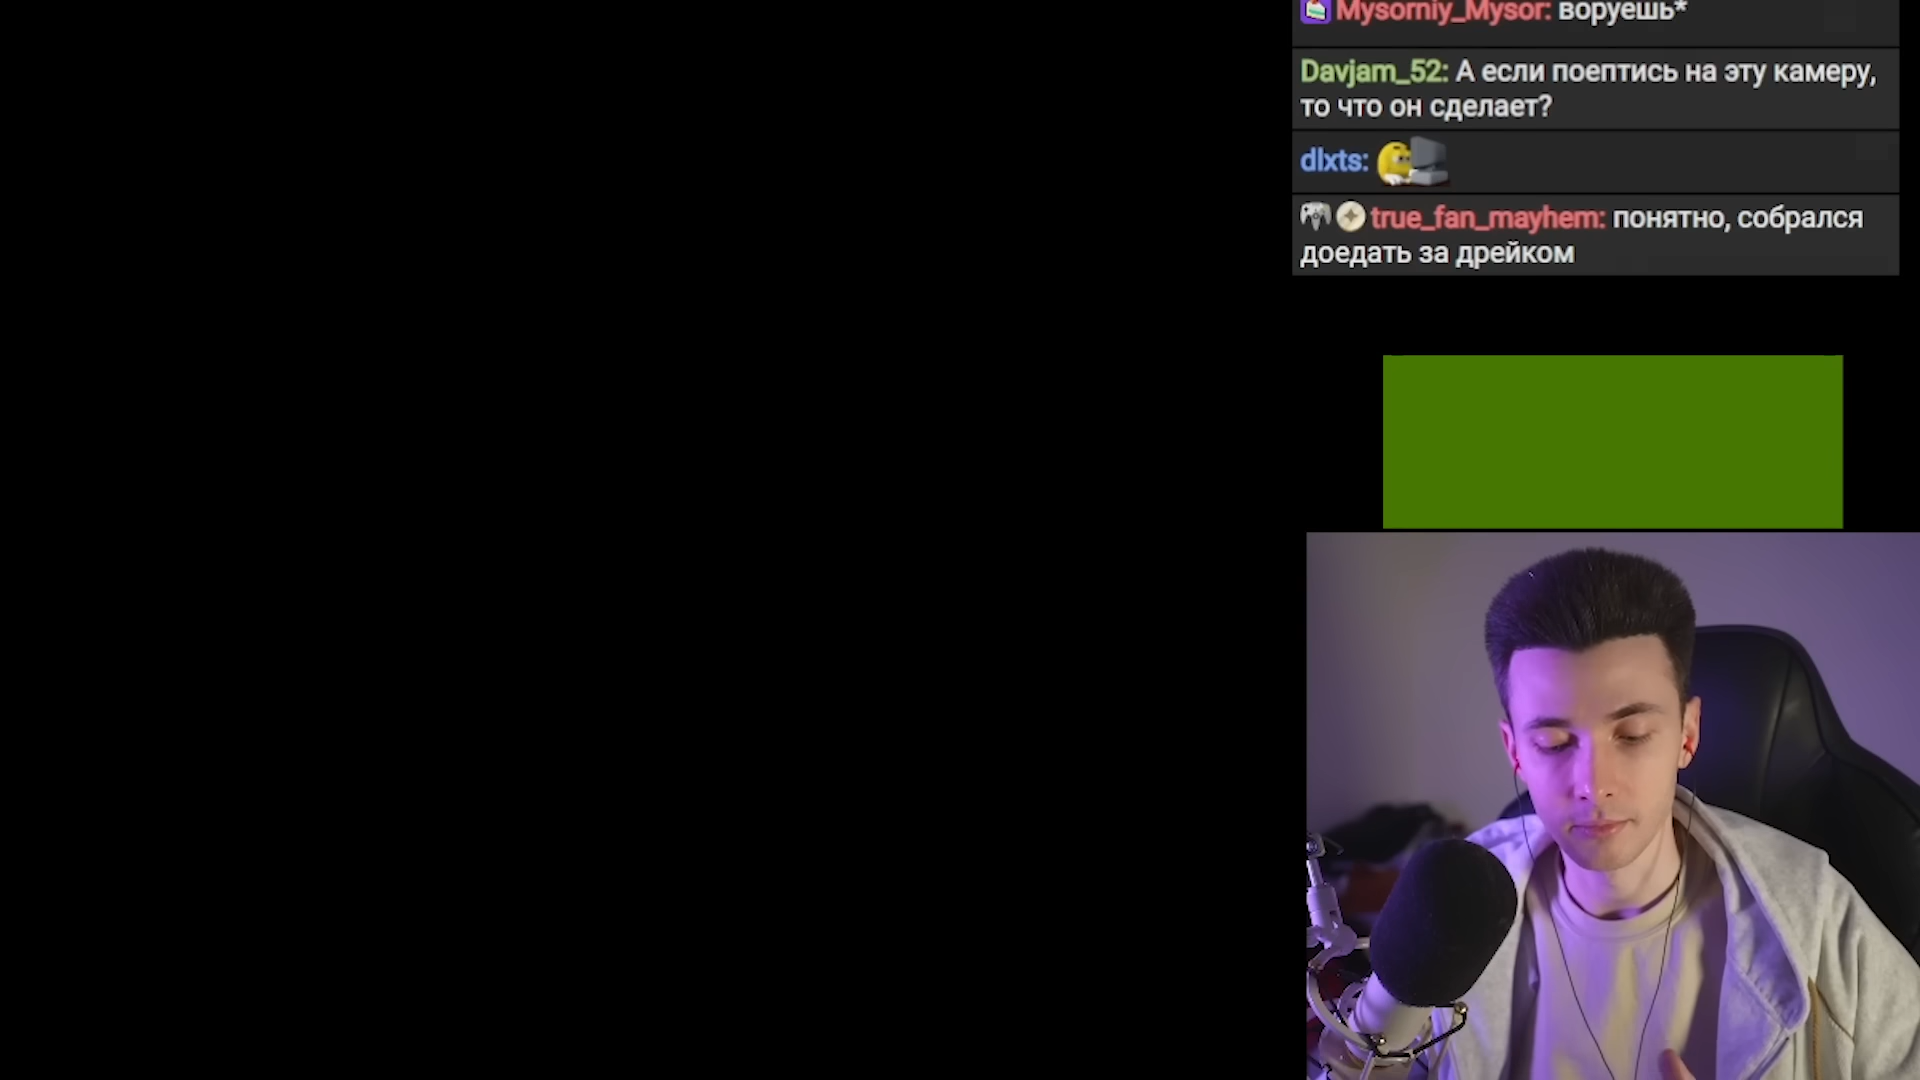 Mysorniy_Mysor: воруешь*
Davjam_52: А если поептись на эту камеру,
то что он сделает?
dlxts:
true_fan_mayhem: понятно, собрался
доедать за дрейком